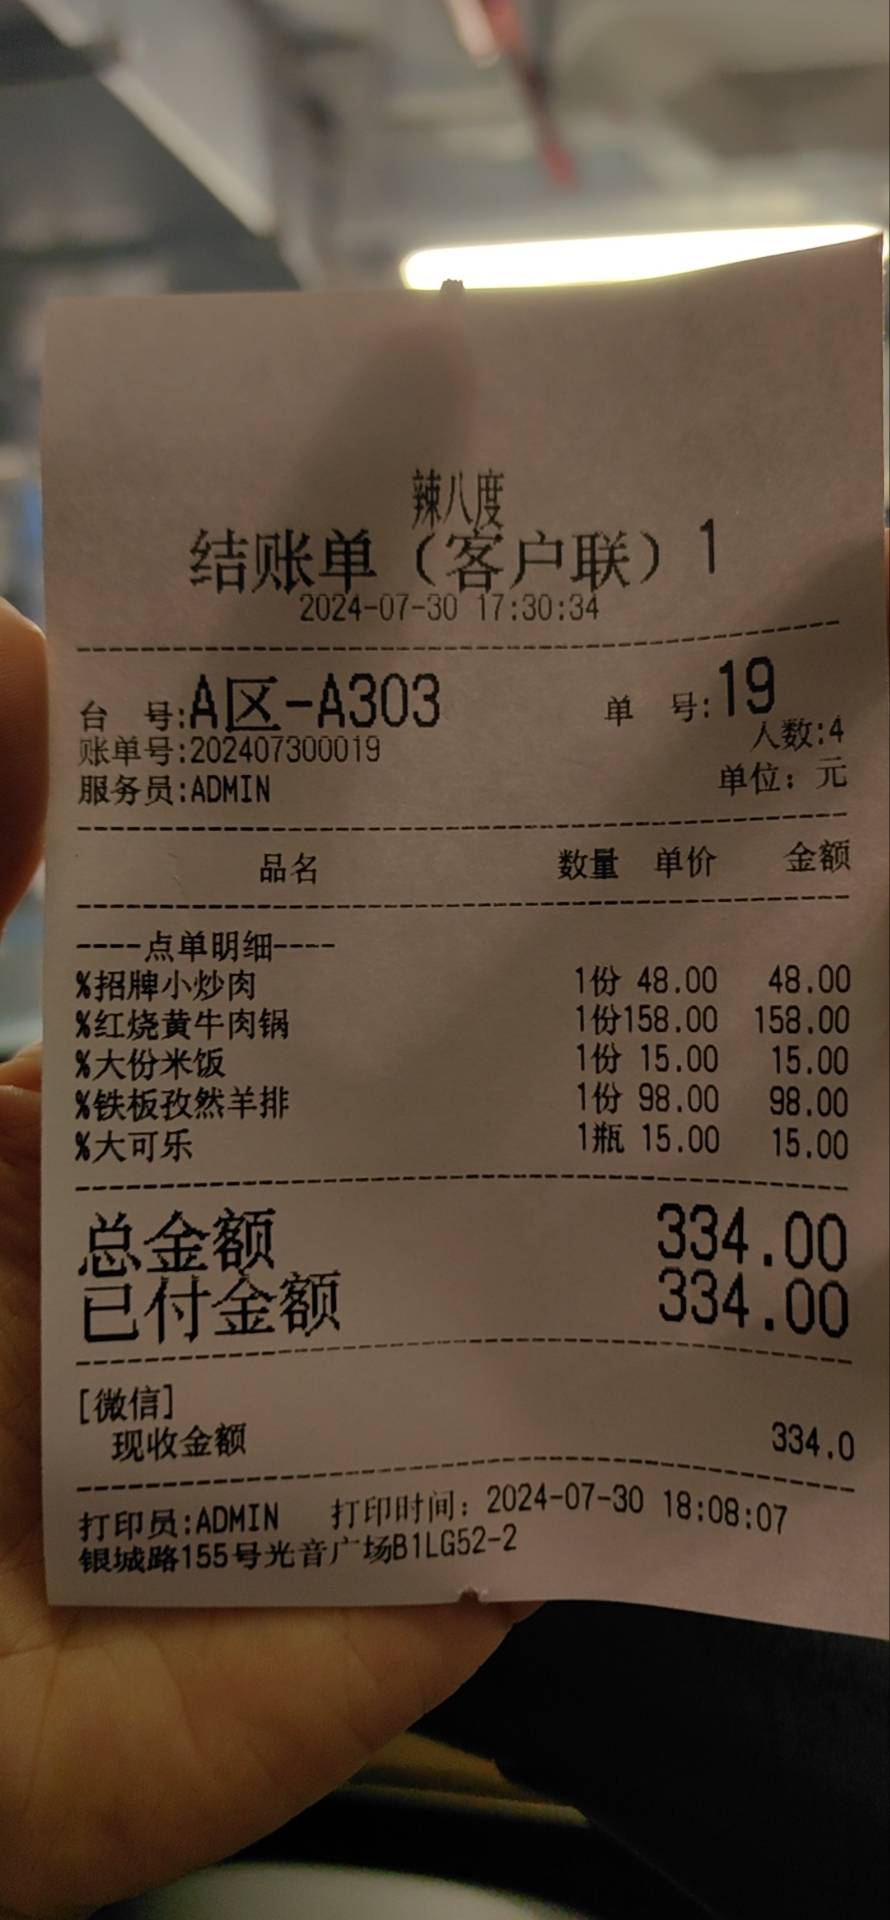 辣八度
结账单（客户联）1
2024-07-30 17:30:34
台 号:A区-A303 单 号:19
账单号:202407300019 人数:4
服务员:ADMIN 单位：元
品名 数量 单价 金额
----点单明细----
%招牌小炒肉 1份 48.00 48.00
%红烧黄牛肉锅 1份158.00 158.00
%大份米饭 1份 15.00 15.00
%铁板孜然羊排 1份 98.00 98.00
%大可乐 1瓶 15.00 15.00
总金额 334.00
已付金额 334.00
[微信]
现收金额 334.0
打印员:ADMIN 打印时间：2024-07-30 18:08:07
银城路155号光音广场B1LG52-2